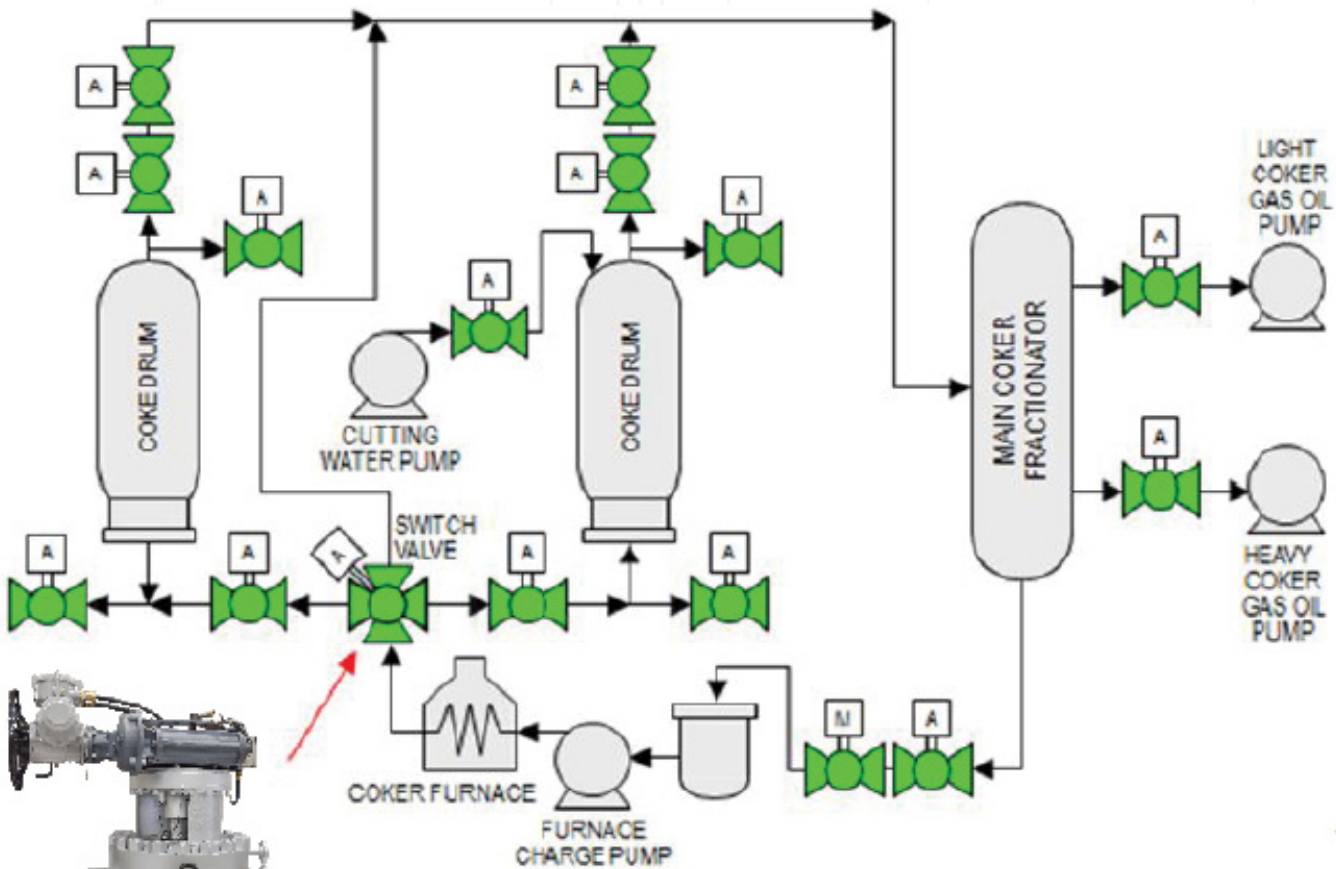 A
A
A
A
A
A
A
COKE DRUM
COKE DRUM
CUTTING
WATER PUMP
MAIN COKER
FRACTIONATOR
A
LIGHT
COKER
GAS OIL
PUMP
A
HEAVY
COKER
GAS OIL
PUMP
SWITCH
VALVE
A
A
A
A
A
M
A
COKER FURNACE
FURNACE
CHARGE PUMP